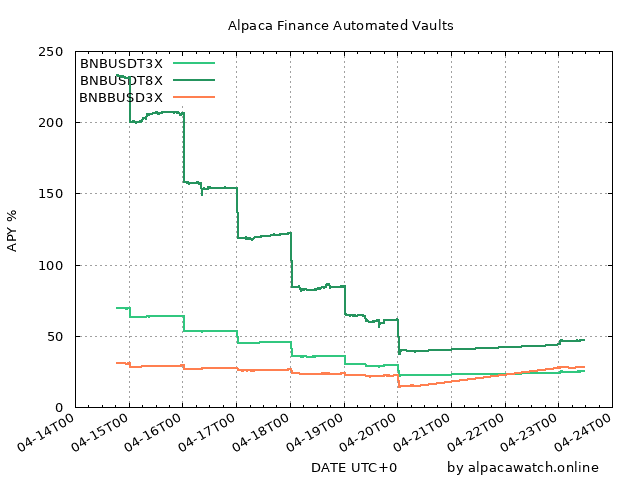 Alpaca Finance Automated Vaults
250
200
150
100
50
0
APY %
BNBUSDT3X
BNBUSDT8X
BNBBUSD3X
04-14T00
04-15T00
04-16T00
04-17T00
04-18T00
04-19T00
04-20T00
04-21T00
04-22T00
04-23T00
04-24T00
DATE UTC+0
by alpacawatch.online